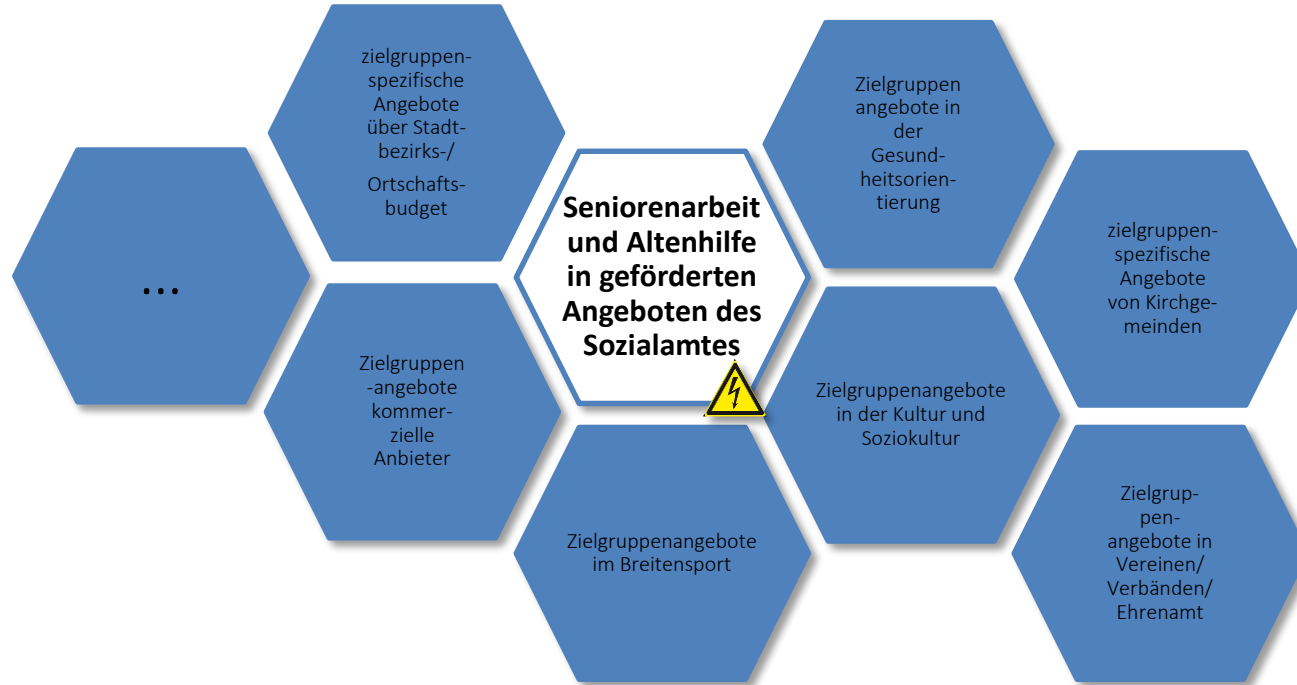 zielgruppen-
spezifische
Angebote
über Stadt-
bezirks-/
Ortschafts-
budget
Zielgruppen
angebote in
der
Gesund-
heitsorien-
tierung
...
Seniorenarbeit
und Altenhilfe
in geförderten
Angeboten des
Sozialamtes
zielgruppen-
spezifische
Angebote
von Kirchge-
meinden
Zielgruppen
-angebote
kommer-
zielle
Anbieter
Zielgruppenangebote
in der Kultur und
Soziokultur
Zielgruppenangebote
im Breitensport
Zielgrup-
pen-
angebote in
Vereinen/
Verbänden/
Ehrenamt